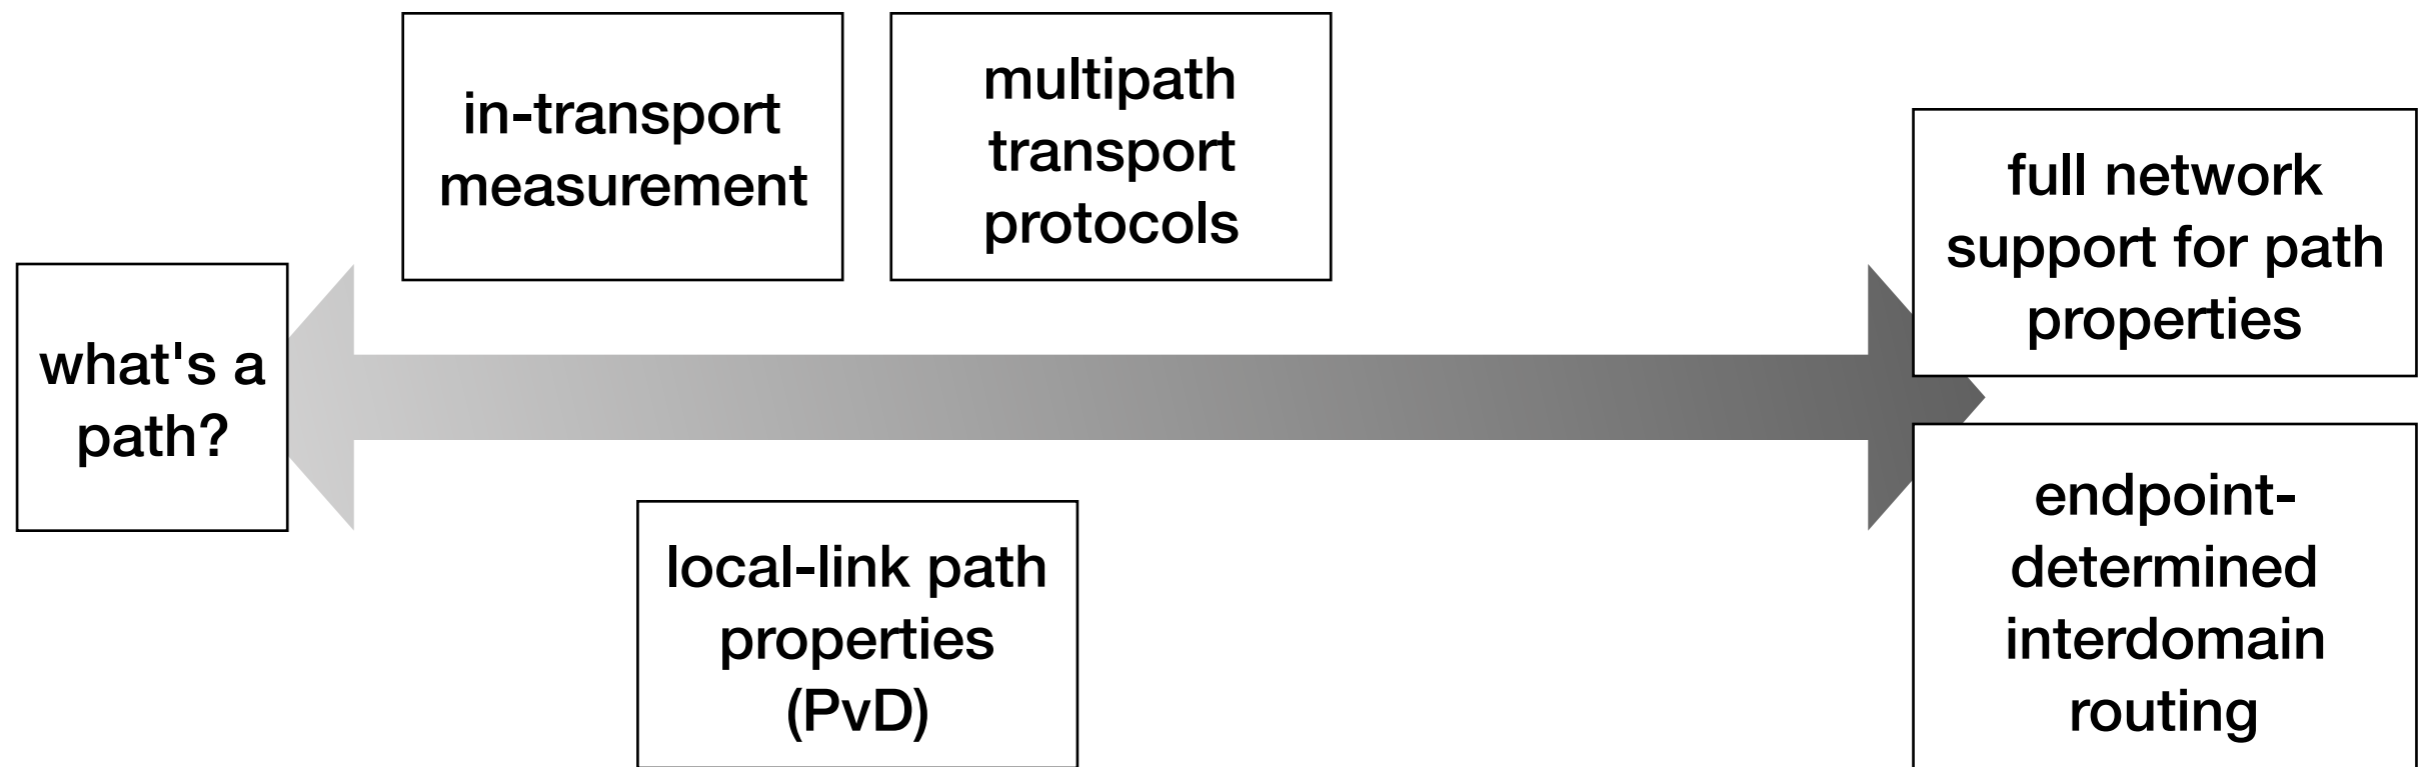 what's a
path?
in-transport
measurement
multipath
transport
protocols
local-link path
properties
(PvD)
full network
support for path
properties
endpoint-
determined
interdomain
routing